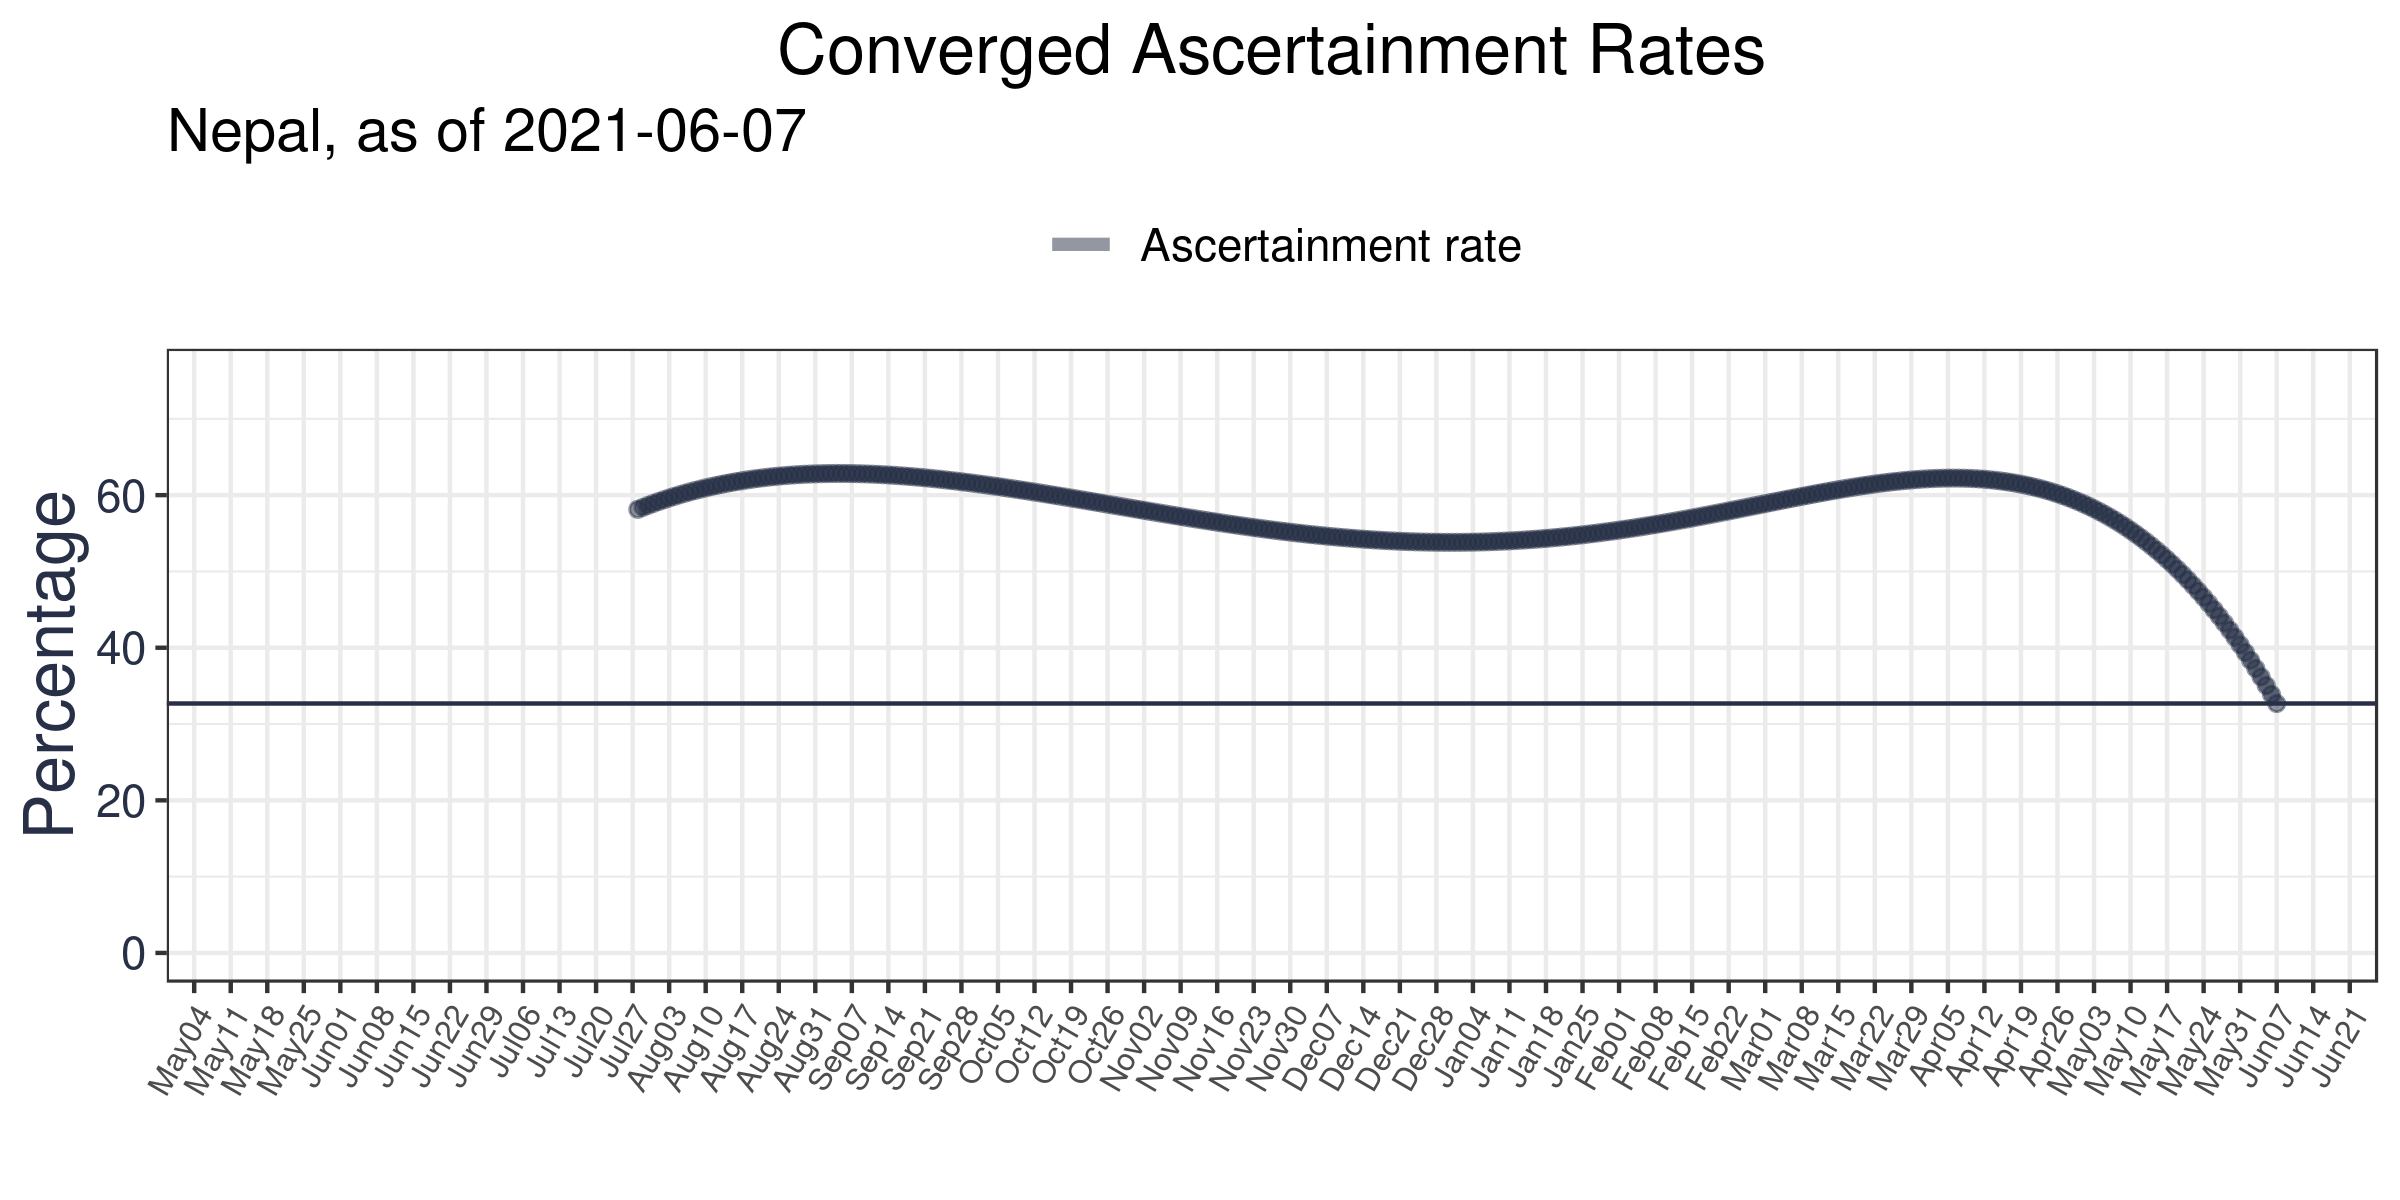 Converged Ascertainment Rates
Nepal, as of 2021-06-07
Ascertainment rate
Percentage
60
40
20
0
May04 May11 May18 May25 Jun01 Jun08 Jun15 Jun22 Jun29 Jul06 Jul13 Jul20 Jul27 Aug03 Aug10 Aug17 Aug24 Aug31 Sep07 Sep14 Sep21 Sep28 Oct05 Oct12 Oct19 Oct26 Nov02 Nov09 Nov16 Nov23 Nov30 Dec07 Dec14 Dec21 Dec28 Jan04 Jan11 Jan18 Jan25 Feb01 Feb08 Feb15 Feb22 Mar01 Mar08 Mar15 Mar22 Mar29 Apr05 Apr12 Apr19 Apr26 May03 May10 May17 May24 May31 Jun07 Jun14 Jun21